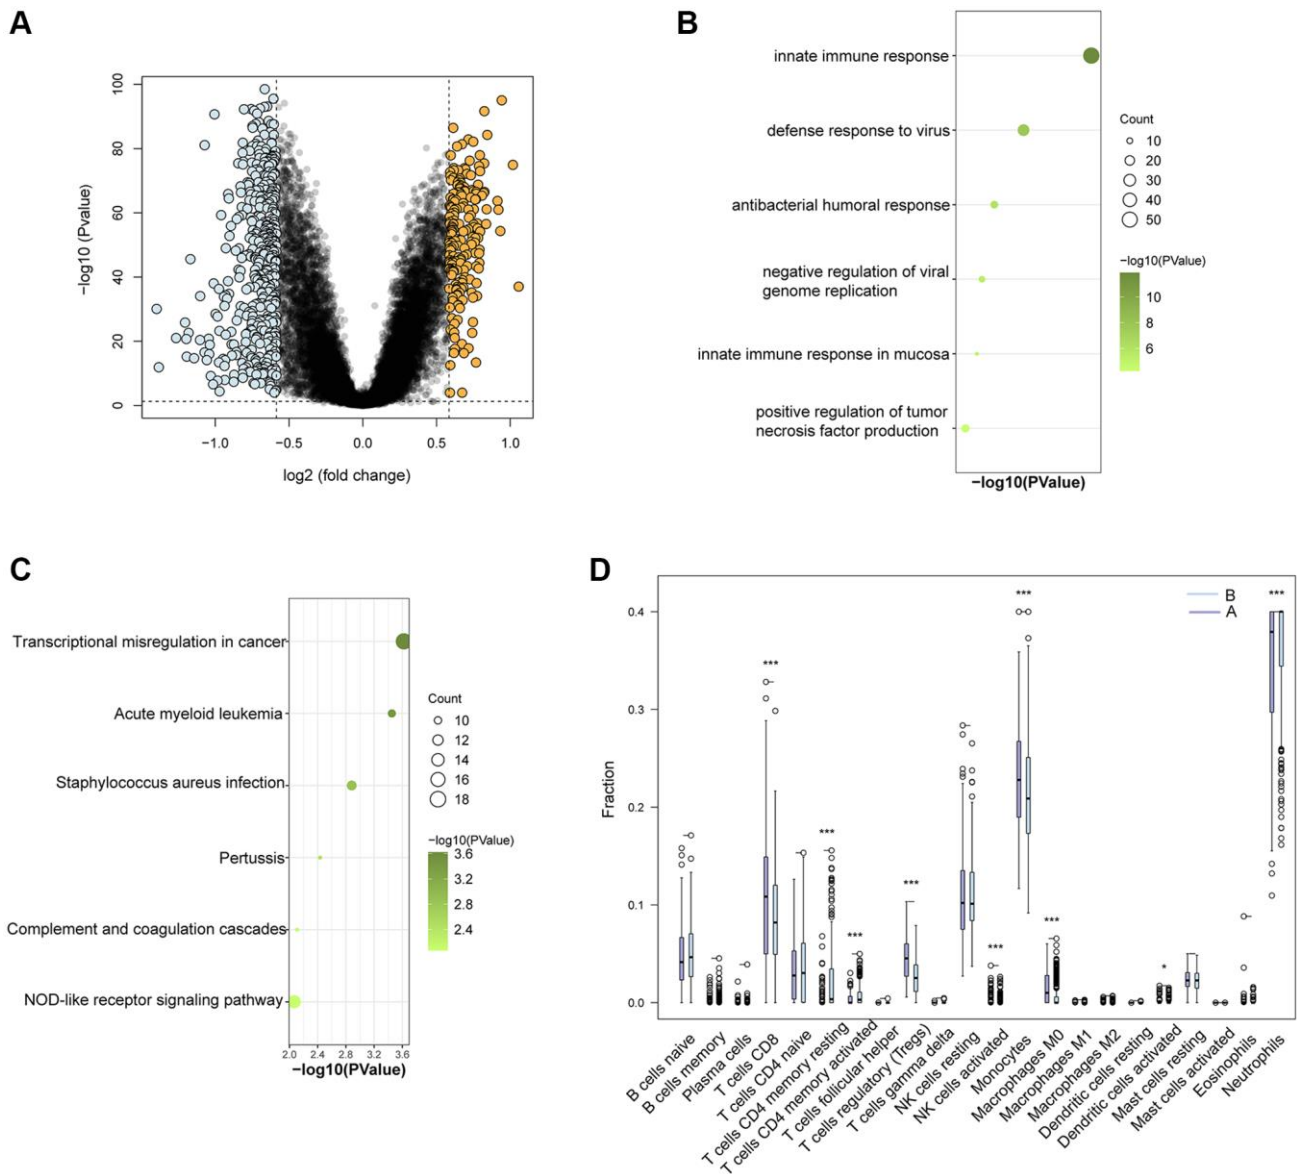 A
−log10 (Pvalue)
100
80
60
40
20
0
−1.0
−0.5
0.0
0.5
1.0
log2 (fold change)
B
innate immune response
defense response to virus
antibacterial humoral response
negative regulation of viral
genome replication
innate immune response in mucosa
positive regulation of tumor
necrosis factor production
−log10(PValue)
Count
10
20
30
40
50
−log10(PValue)
10
8
6
C
Transcriptional misregulation in cancer
Acute myeloid leukemia
Staphylococcus aureus infection
Pertussis
Complement and coagulation cascades
NOD-like receptor signaling pathway
2.0 2.4 2.8 3.2 3.6
−log10(PValue)
Count
10
12
14
16
18
−log10(PValue)
3.6
3.2
2.8
2.4
D
Fraction
0.4
0.3
0.2
0.1
0.0
B
A
***
***
***
***
***
***
***
***
*
B cells naive
B cells memory
Plasma cells
T cells CD8
T cells CD4 naive
T cells CD4 memory resting
T cells CD4 memory activated
T cells follicular helper
T cells regulatory (Tregs)
T cells gamma delta
NK cells resting
NK cells activated
Monocytes
Macrophages M0
Macrophages M1
Macrophages M2
Dendritic cells resting
Dendritic cells activated
Mast cells resting
Mast cells activated
Eosinophils
Neutrophils